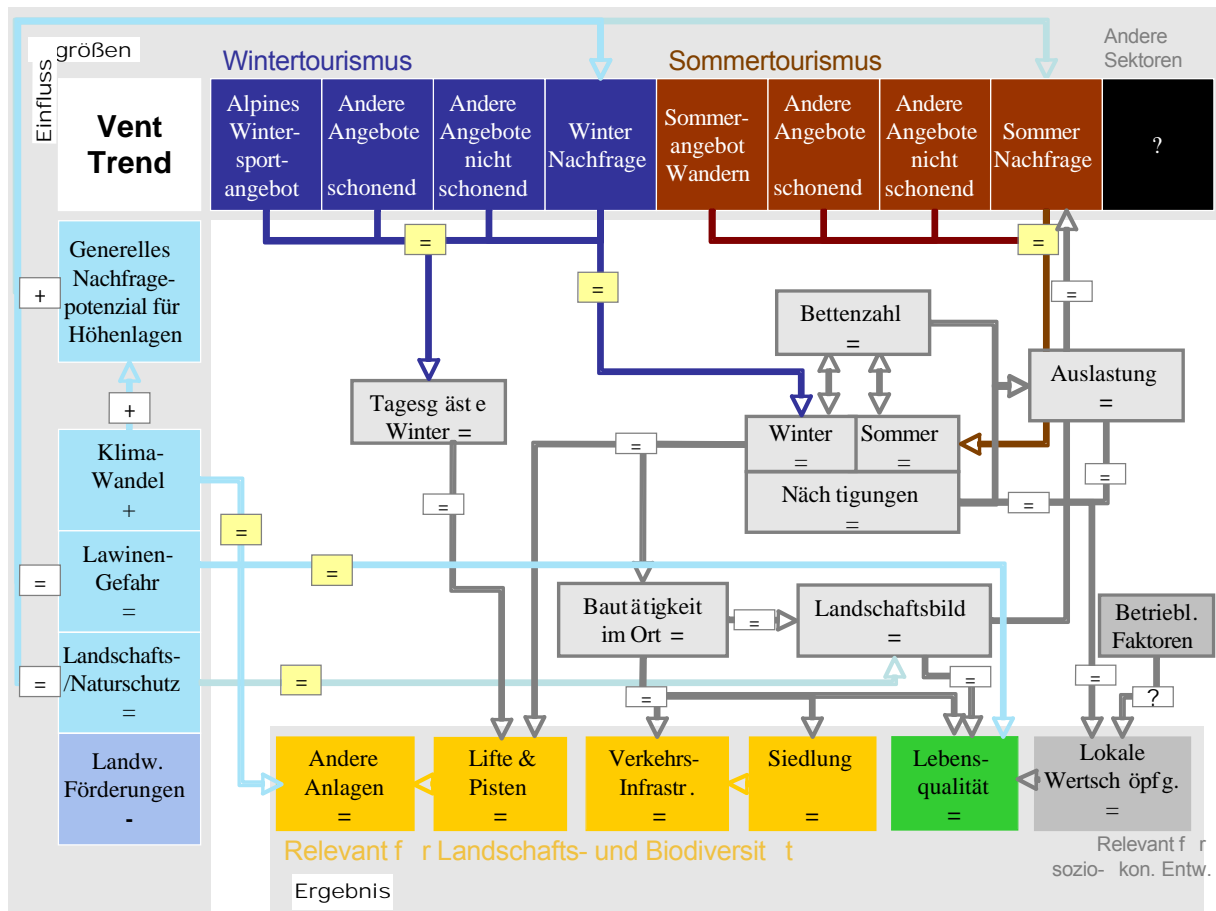 größen
Einfluss
Wintertourismus
Sommertourismus
Andere
Sektoren
Vent
Trend
Alpines
Winter-
sport-
angebot
Andere
Angebote
schonend
Andere
Angebote
nicht
schonend
Winter
Nachfrage
Sommer-
angebot
Wandern
Andere
Angebote
schonend
Andere
Angebote
nicht
schonend
Sommer
Nachfrage
?
Generelles
Nachfrage-
potenzial für
Höhenlagen
=
=
=
+
=
Bettenzahl
=
Auslastung
=
+
Tagesg äst e
Winter =
Winter
=
Sommer
=
=
Klima-
Wandel
+
=
=
Näch tigungen
=
=
=
Lawinen-
Gefahr
=
=
=
Bautätigkeit
im Ort =
=
Landschaftsbild
=
Betriebl.
Faktoren
Landschafts-
/Naturschutz
=
=
=
=
=
=
?
Landw.
Förderungen
-
Andere
Anlagen
=
Lifte &
Pisten
=
Verkehrs-
Infrastr .
=
Siedlung
=
Lebens-
qualität
=
Lokale
Wertsch öpf g.
=
Relevant f r Landschafts- und Biodiversit t
Relevant f r
sozio- kon. Entw.
Ergebnis